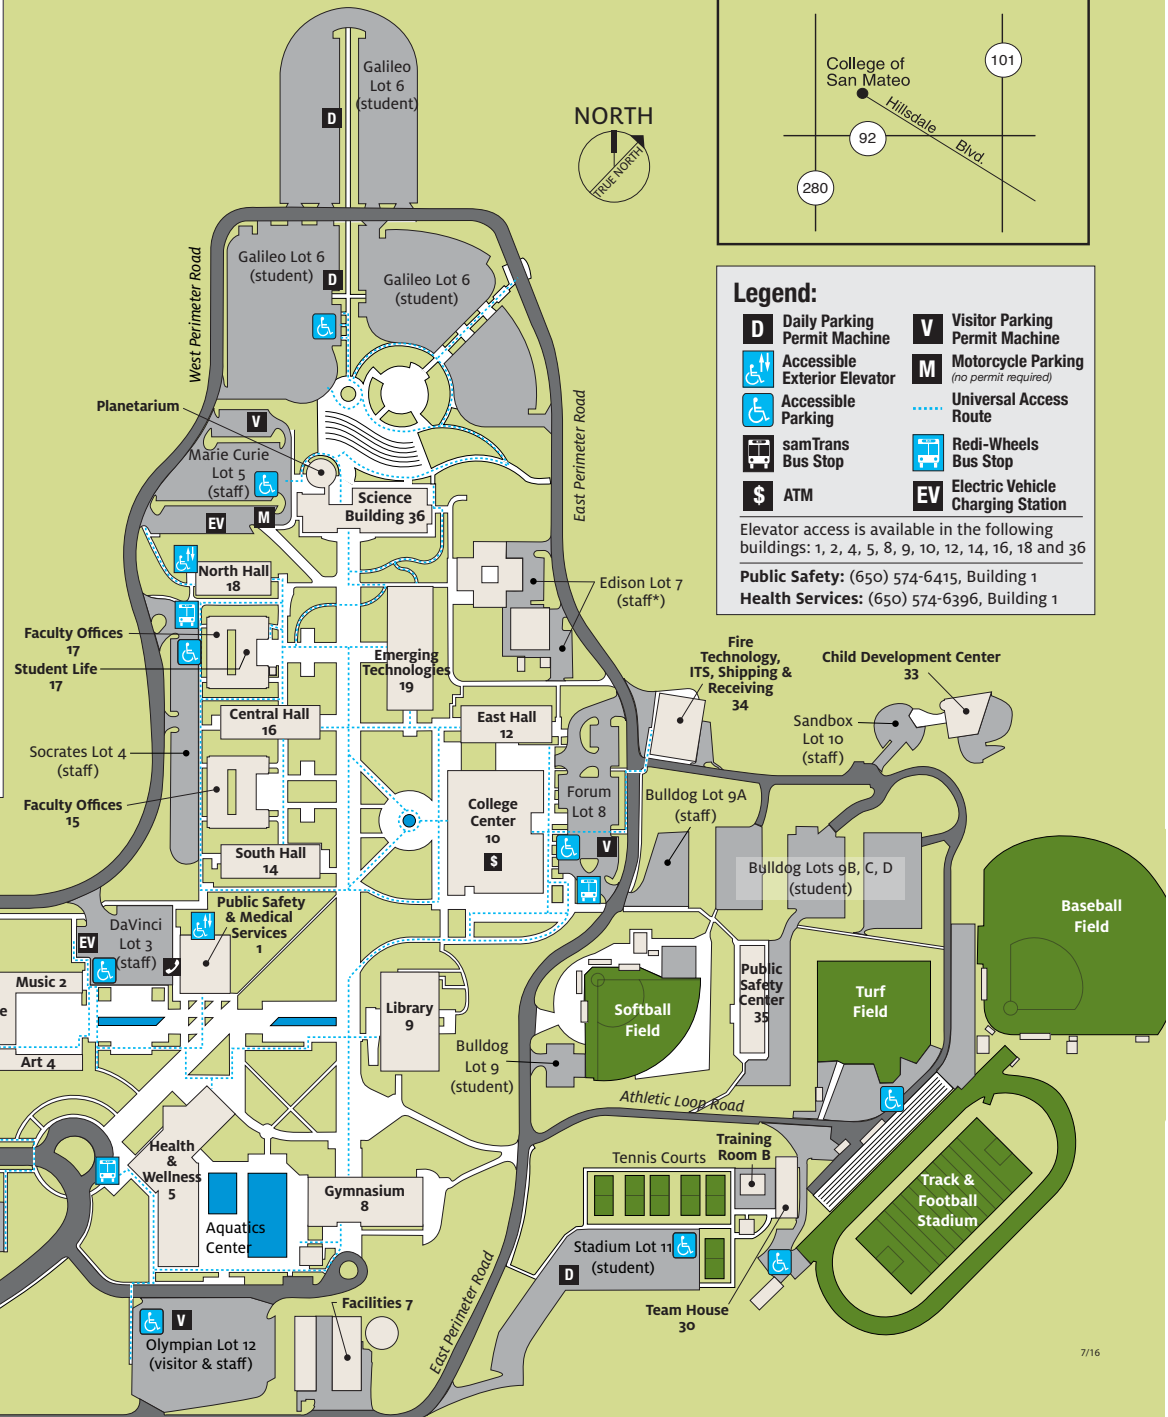 Galileo
Lot 6
(student)
D
NORTH
TRUE NORTH
College of
San Mateo
101
Hillsdale
Blvd.
92
280
West Perimeter Road
Galileo Lot 6
(student)
D
Galileo Lot 6
(student)
Legend:
D
Daily Parking
Permit Machine
V
Visitor Parking
Permit Machine
Accessible
Exterior Elevator
M
Motorcycle Parking
(no permit required)
Accessible
Parking
Universal Access
Route
samTrans
Bus Stop
Redi-Wheels
Bus Stop
$
ATM
EV
Electric Vehicle
Charging Station
Elevator access is available in the following
buildings: 1, 2, 4, 5, 8, 9, 10, 12, 14, 16, 18 and 36
Public Safety: (650) 574-6415, Building 1
Health Services: (650) 574-6396, Building 1
Planetarium
V
East Perimeter Road
Marie Curie
Lot 5
(staff)
Science
Building 36
EV
M
North Hall
18
Edison Lot 7
(staff*)
Faculty Offices
17
Student Life
17
Emerging
Technologies
19
Fire
Technology,
ITS, Shipping &
Receiving
34
Child Development Center
33
Central Hall
16
East Hall
12
Sandbox
Lot 10
(staff)
Socrates Lot 4
(staff)
Faculty Offices
15
College
Center
10
$
Forum
Lot 8
V
Bulldog Lot 9A
(staff)
South Hall
14
Bulldog Lots 9B, C, D
(student)
Public Safety
& Medical
Services
1
Baseball
Field
DaVinci
Lot 3
(staff)
EV
Music 2
e
Art 4
Library
9
Softball
Field
Public
Safety
Center
35
Turf
Field
Bulldog
Lot 9
(student)
Athletic Loop Road
Health
&
Wellness
5
Training
Room B
Tennis Courts
Gymnasium
8
Track &
Football
Stadium
Aquatics
Center
Stadium Lot 11
(student)
D
East Perimeter Road
Facilities 7
Team House
30
V
Olympian Lot 12
(visitor & staff)
7/16